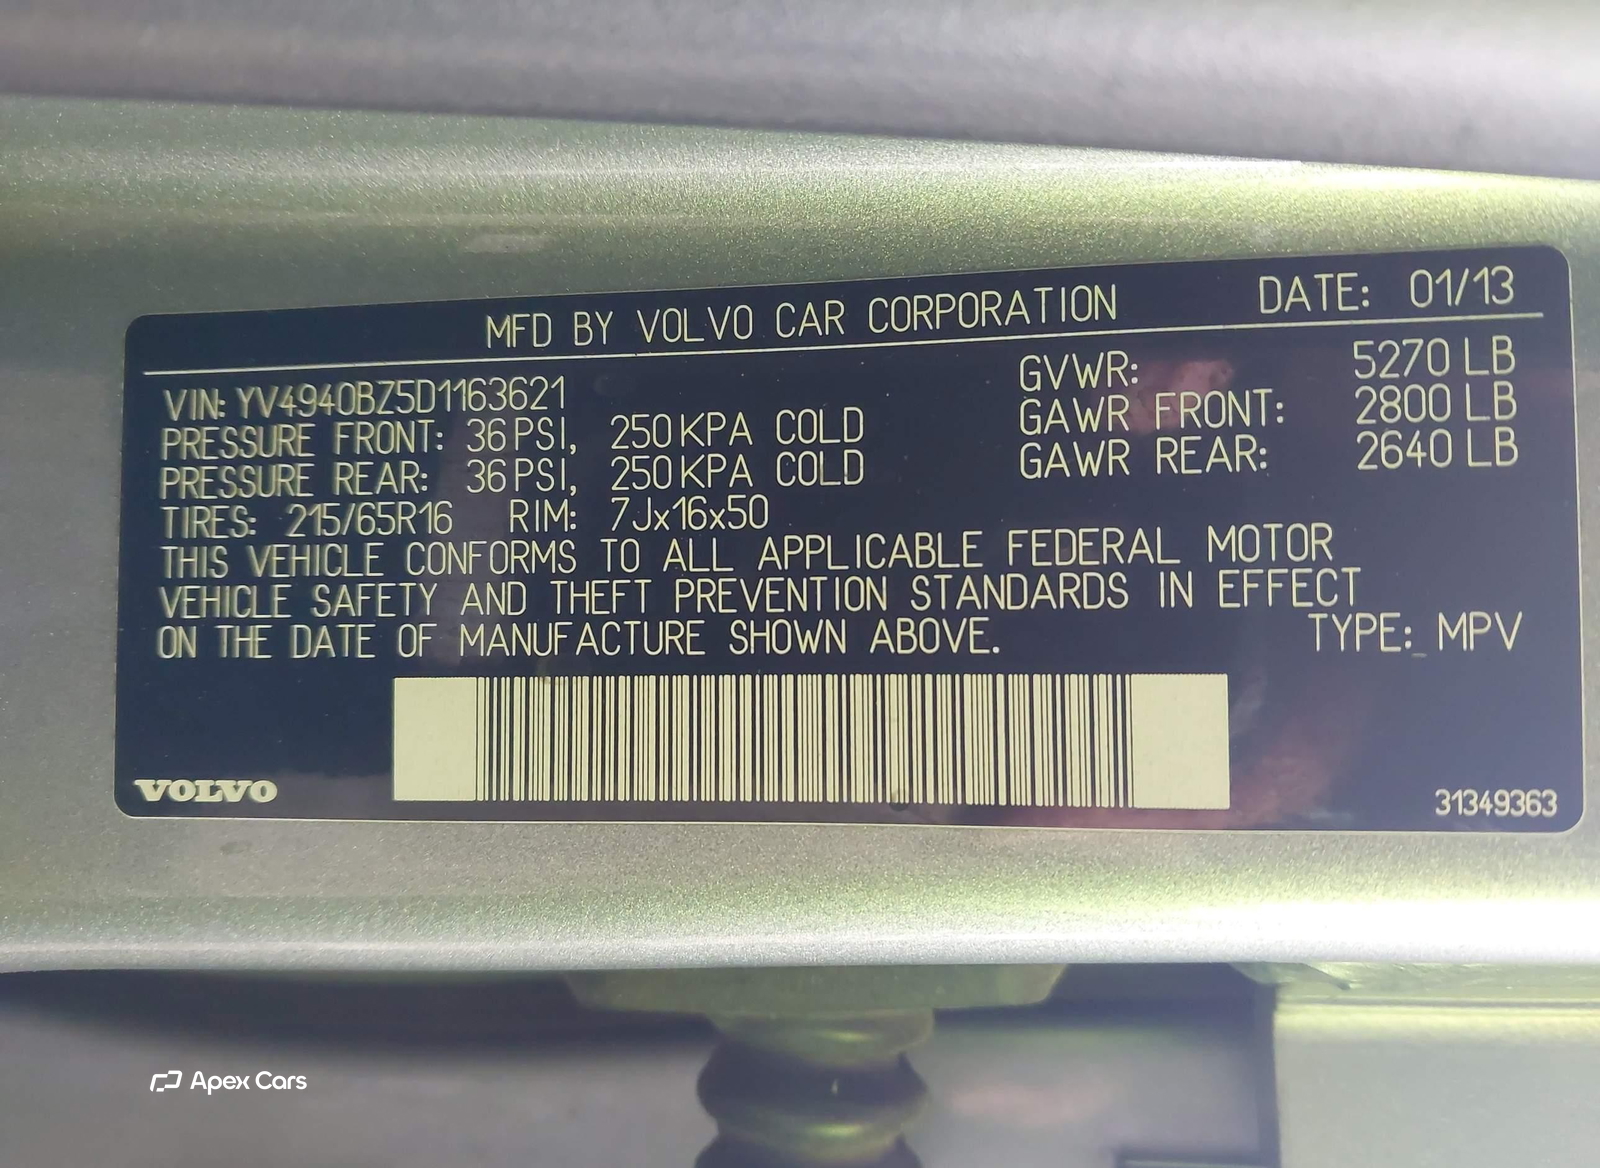 MFD BY VOLVO CAR CORPORATION DATE: 01/13
VIN: YV4940BZ5D1163621 GVWR: 5270 LB
PRESSURE FRONT: 36 PSI, 250 KPA COLD GAWR FRONT: 2800 LB
PRESSURE REAR: 36 PSI, 250 KPA COLD GAWR REAR: 2640 LB
TIRES: 215/65R16 RIM: 7Jx16x50
THIS VEHICLE CONFORMS TO ALL APPLICABLE FEDERAL MOTOR
VEHICLE SAFETY AND THEFT PREVENTION STANDARDS IN EFFECT
ON THE DATE OF MANUFACTURE SHOWN ABOVE. TYPE: MPV
VOLVO 31349363
Apex Cars